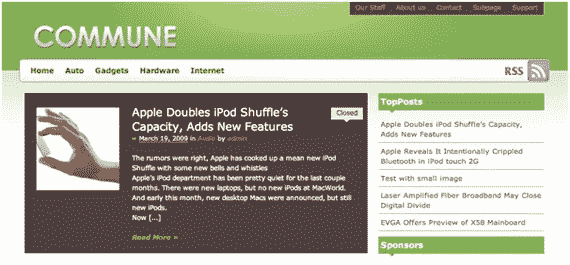 Our Staff About us Contact Subpage Support
COMMUNE
Home Auto Gadgets Hardware Internet
RSS
Apple Doubles iPod Shuffle's
Capacity, Adds New Features
Closed
» March 19, 2009 in Audio by admin
The rumors were right, Apple has cooked up a mean new iPod
Shuffle with some new bells and whistles
Apple's iPod department has been pretty quiet for the last couple
months. There were new laptops, but no new iPods at MacWorld.
And early this month, new desktop Macs were announced, but still
new iPods.
Now [...]
Read More »
TopPosts
Apple Doubles iPod Shuffle's Capacity,
Adds New Features
Apple Reveals It Intentionally Crippled
Bluetooth in iPod touch 2G
Test with small image
Laser Amplified Fiber Broadband May Close
Digital Divide
EVGA Offers Preview of X58 Mainboard
Sponsors